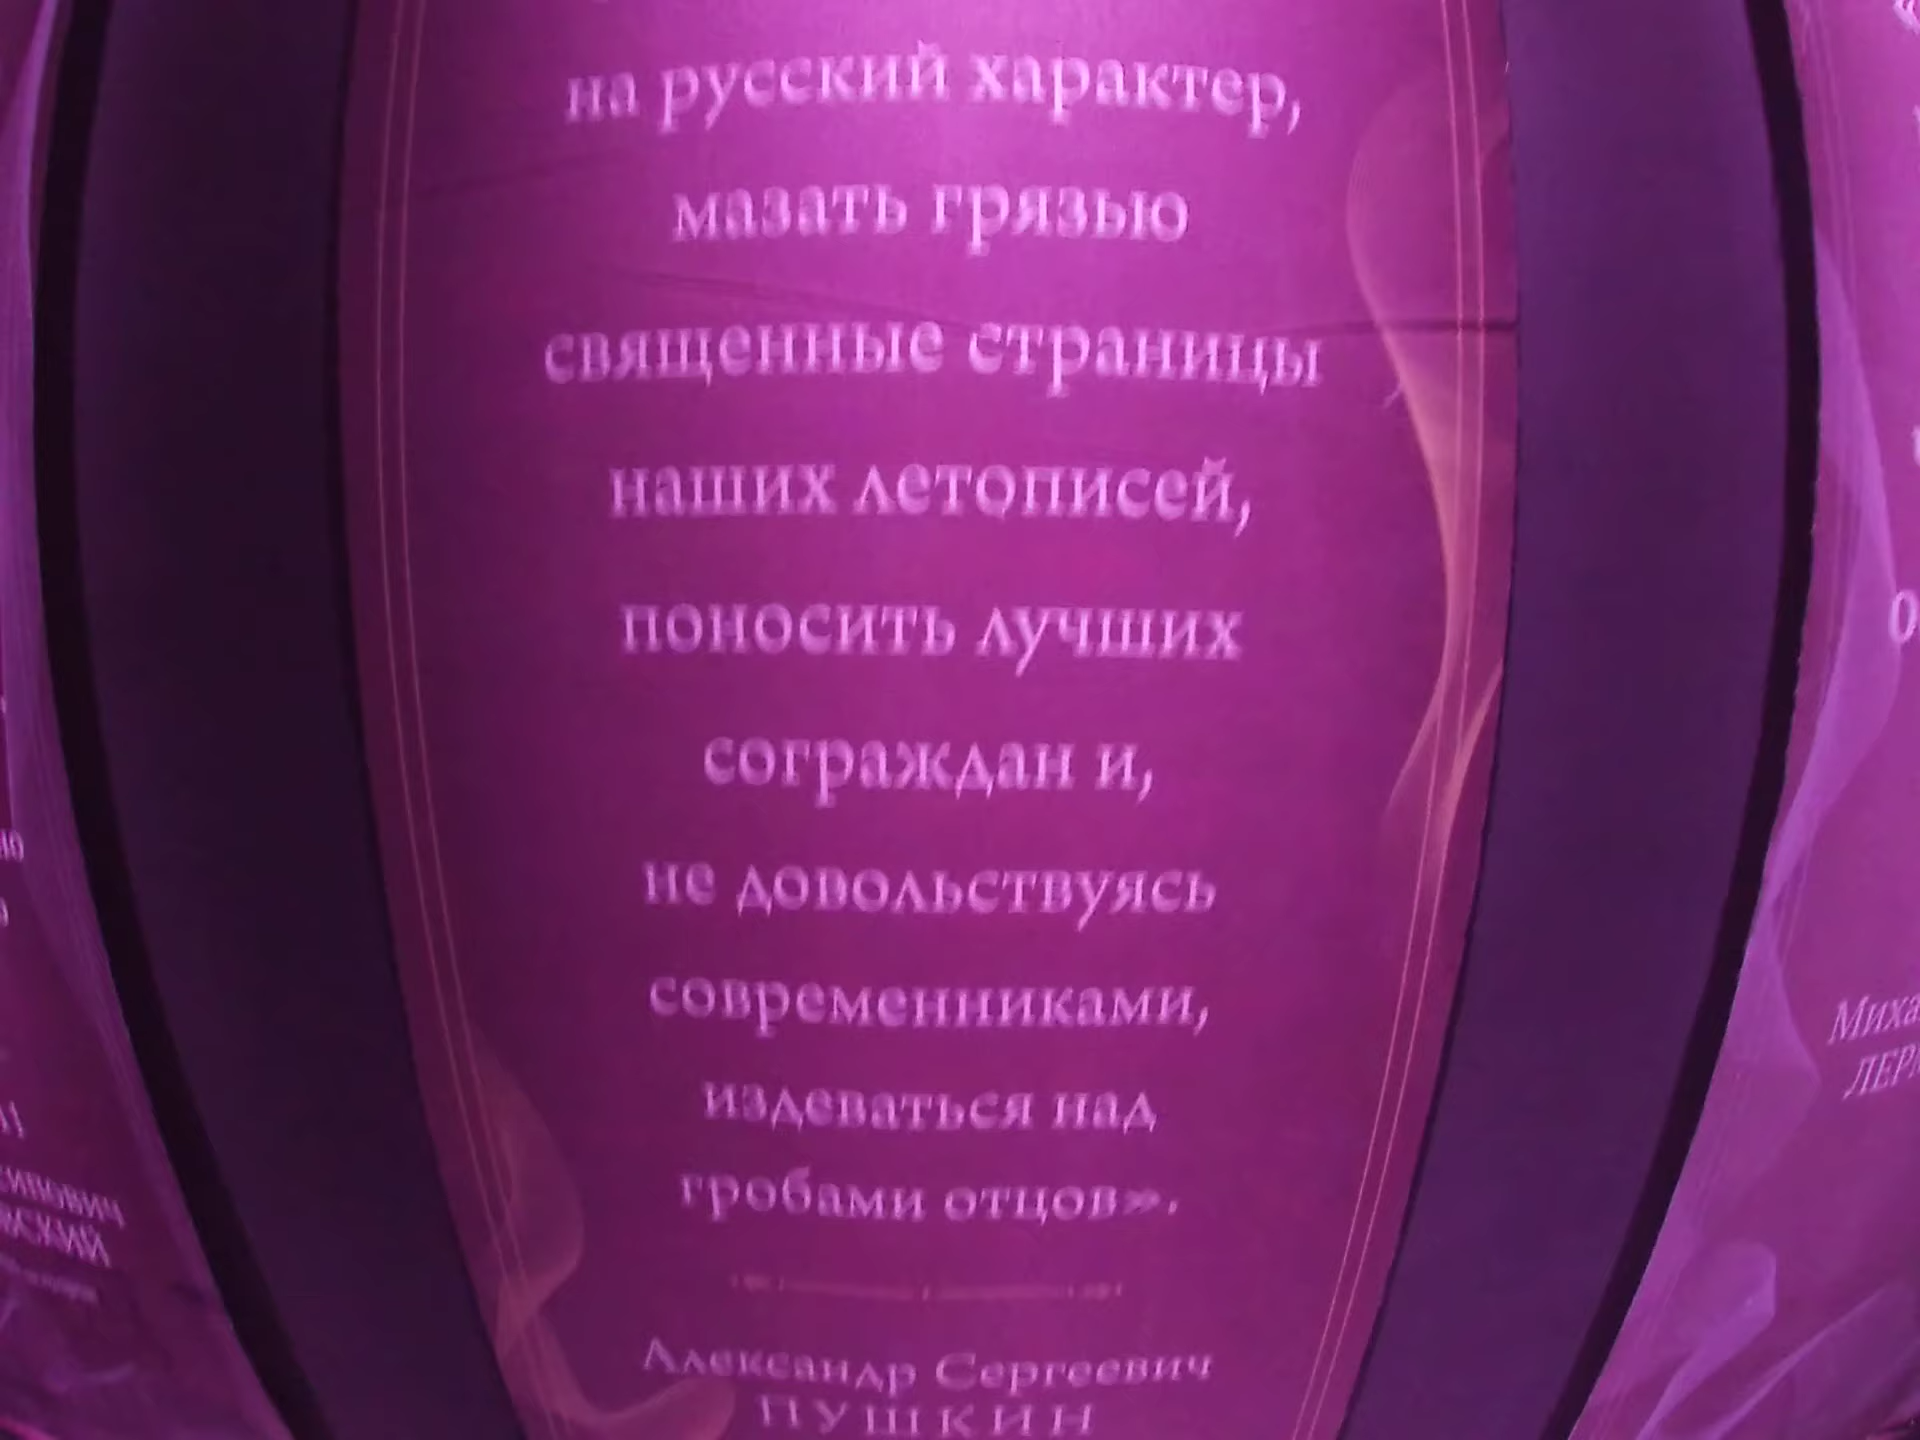 на русский характер,
мазать грязью
священные страницы
наших летописей,
поносить лучших
сограждан и,
не довольствуясь
современниками,
издеваться над
гробами отцов».
Александр Сергеевич
ПУШКИН